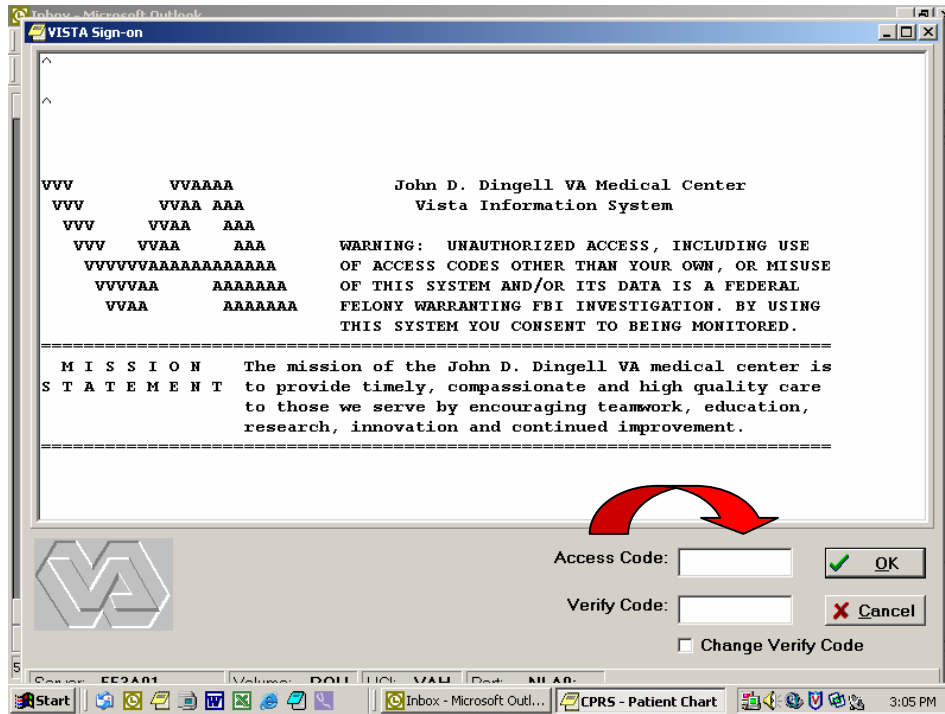 Inbox - Microsoft Outlook
VISTA Sign-on
^
^
VVV VVAAAA John D. Dingell VA Medical Center
VVV VVAA AAA Vista Information System
VVV VVAA AAA
VVV VVAA AAA WARNING: UNAUTHORIZED ACCESS, INCLUDING USE
VVVVVVAAAAAAAAAAAA OF ACCESS CODES OTHER THAN YOUR OWN, OR MISUSE
VVVVAA AAAAAAA OF THIS SYSTEM AND/OR ITS DATA IS A FEDERAL
VVAA AAAAAAA FELONY WARRANTING FBI INVESTIGATION. BY USING
THIS SYSTEM YOU CONSENT TO BEING MONITORED.
================================================================================
M I S S I O N The mission of the John D. Dingell VA medical center is
S T A T E M E N T to provide timely, compassionate and high quality care
to those we serve by encouraging teamwork, education,
research, innovation and continued improvement.
================================================================================
VA
Access Code: OK
Verify Code: Cancel
Change Verify Code
5
Start Inbox - Microsoft Outl... CPRS - Patient Chart 3:05 PM